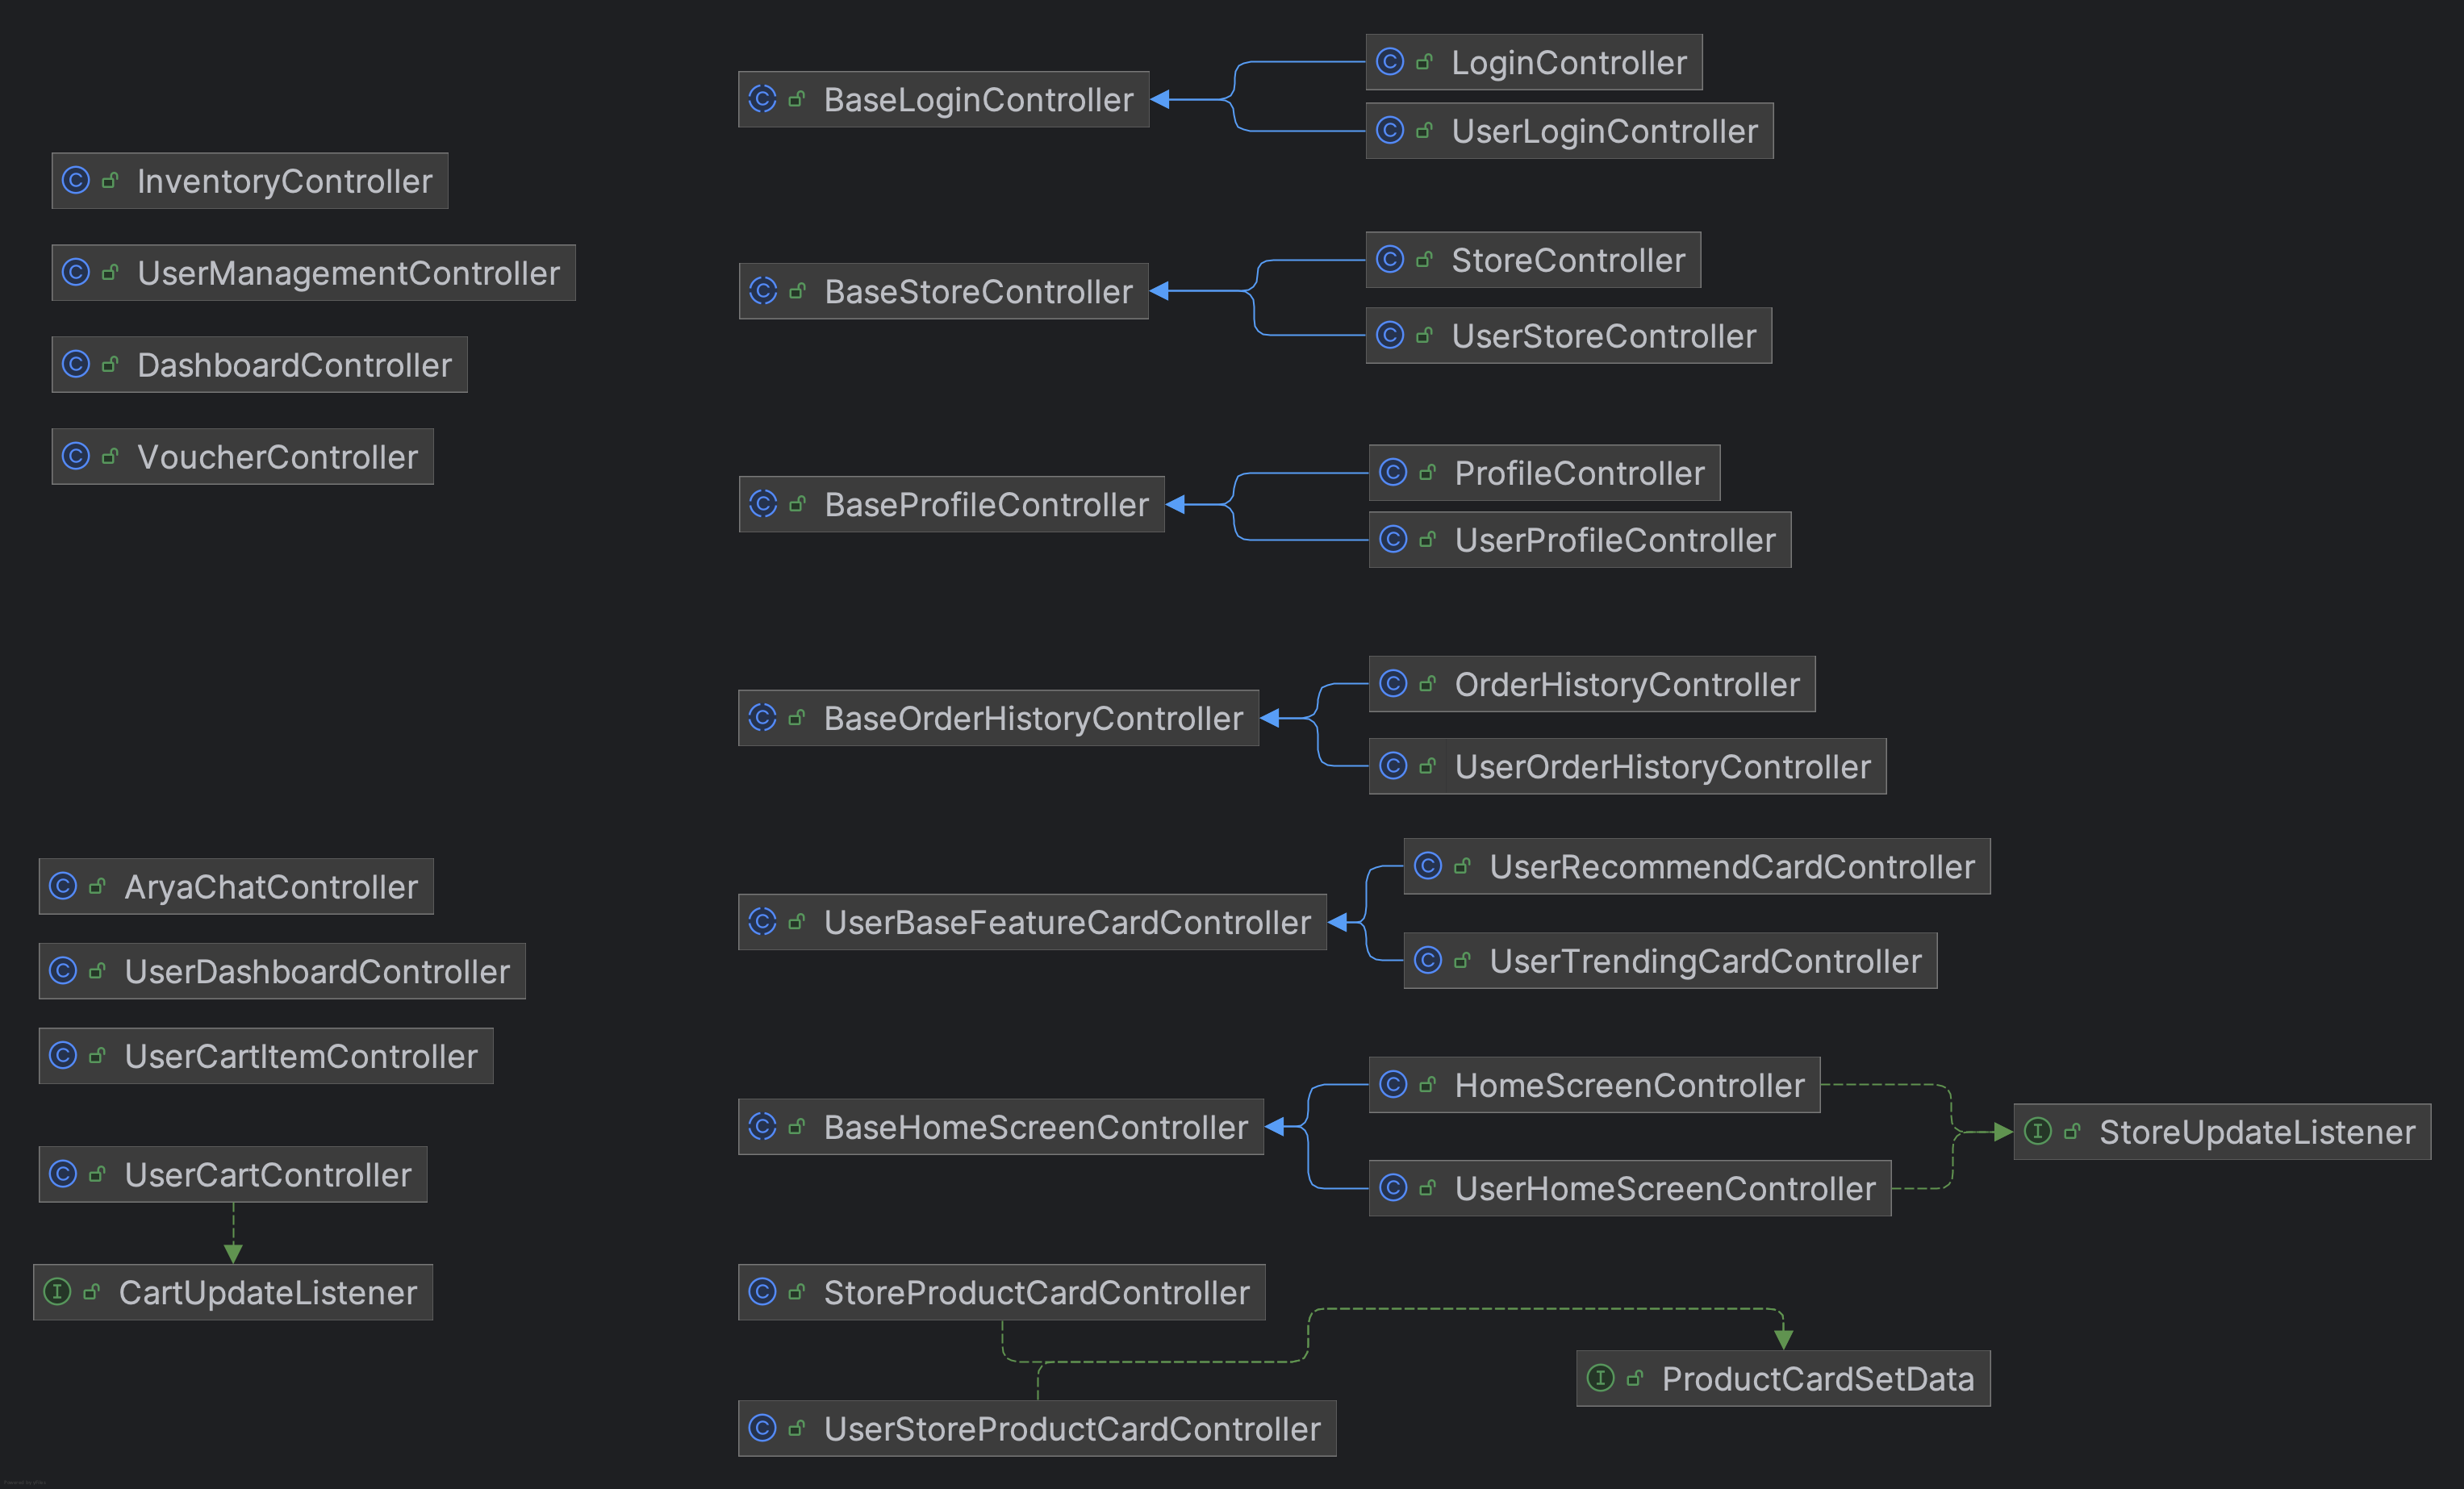 InventoryController
UserManagementController
DashboardController
VoucherController
AryaChatController
UserDashboardController
UserCartItemController
UserCartController
CartUpdateListener
BaseLoginController
LoginController
UserLoginController
BaseStoreController
StoreController
UserStoreController
BaseProfileController
ProfileController
UserProfileController
BaseOrderHistoryController
OrderHistoryController
UserOrderHistoryController
UserBaseFeatureCardController
UserRecommendCardController
UserTrendingCardController
BaseHomeScreenController
HomeScreenController
UserHomeScreenController
StoreUpdateListener
StoreProductCardController
UserStoreProductCardController
ProductCardSetData